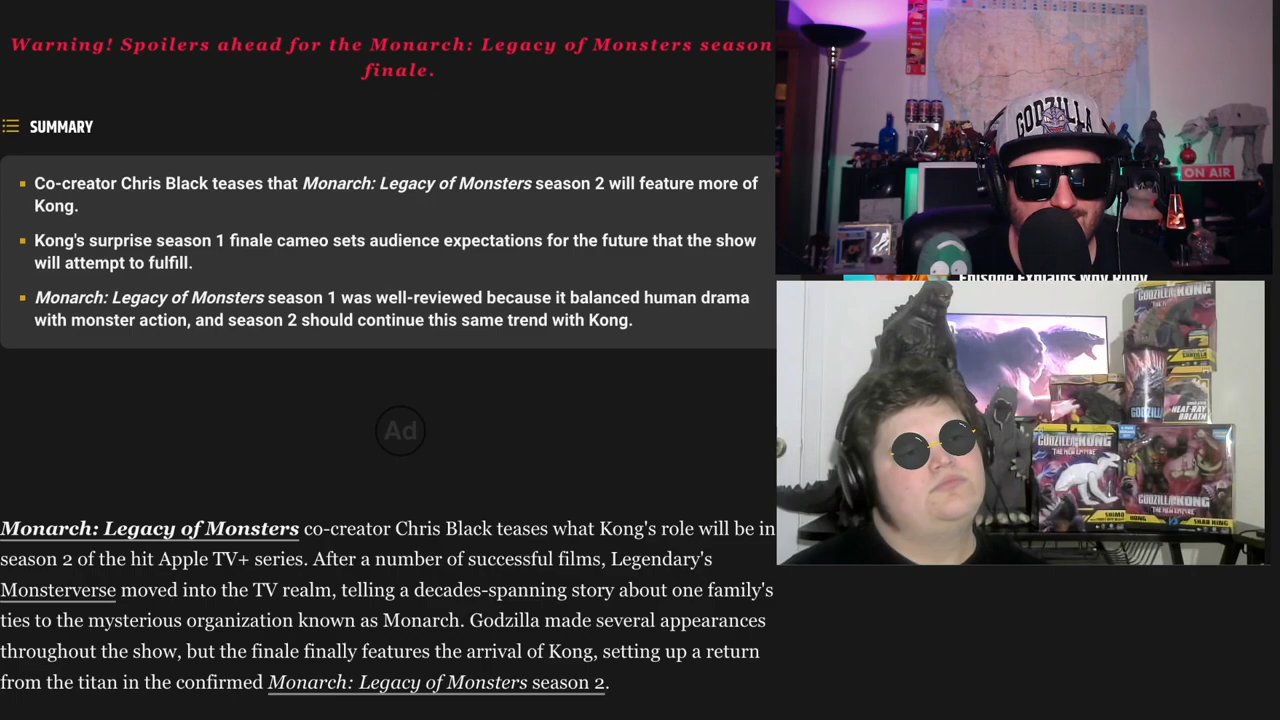 Warning! Spoilers ahead for the Monarch: Legacy of Monsters season
finale.
SUMMARY
Co-creator Chris Black teases that Monarch: Legacy of Monsters season 2 will feature more of
Kong.
Kong's surprise season 1 finale cameo sets audience expectations for the future that the show
will attempt to fulfill.
Monarch: Legacy of Monsters season 1 was well-reviewed because it balanced human drama
with monster action, and season 2 should continue this same trend with Kong.
Ad
Monarch: Legacy of Monsters co-creator Chris Black teases what Kong's role will be in
season 2 of the hit Apple TV+ series. After a number of successful films, Legendary's
Monsterverse moved into the TV realm, telling a decades-spanning story about one family's
ties to the mysterious organization known as Monarch. Godzilla made several appearances
throughout the show, but the finale finally features the arrival of Kong, setting up a return
from the titan in the confirmed Monarch: Legacy of Monsters season 2.
GODZILLA
ON AIR
Episode Explains Why Ruby
GODZILLA KONG
HEAT-RAY
BREATH
GODZILLA KONG
THE NEW EMPIRE
SHIMO
GODZILLA KONG
THE NEW EMPIRE
KONG VS SKAR KING